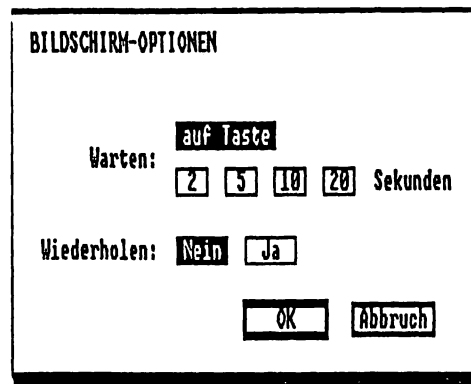 BILDSCHIRM-OPTIONEN
auf Taste
Warten:
2 5 10 20 Sekunden
Wiederholen: Nein Ja
OK Abbruch